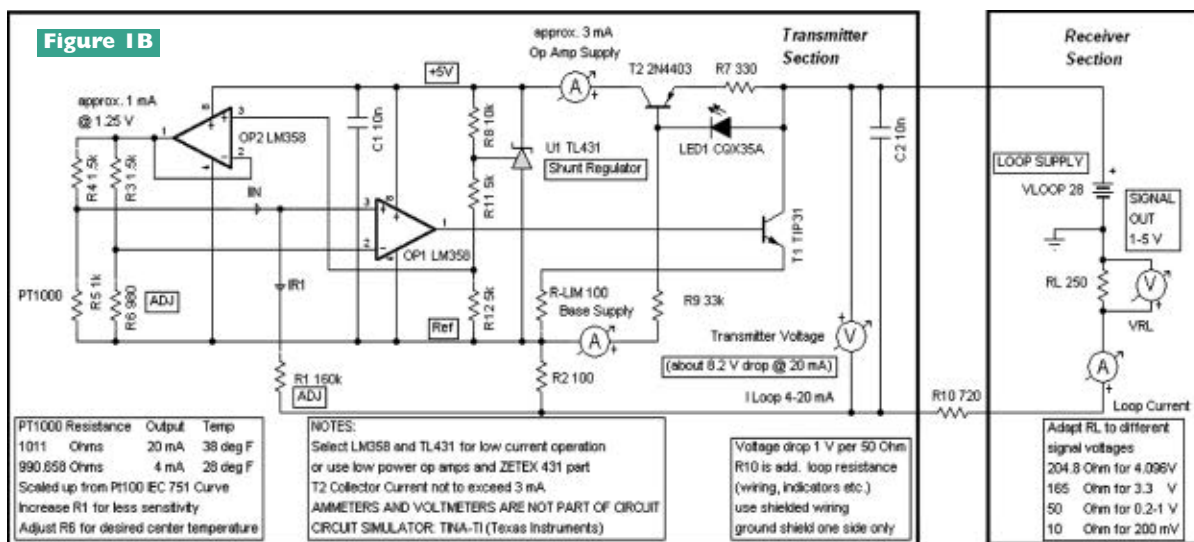 Figure 1B
approx. 3 mA
Op Amp Supply
Transmitter
Section
Receiver
Section
+5V
A
T2 2N4403
R7 330
approx. 1 mA
@ 1.25 V
1
8
3
2
4
OP2 LM358
C1 10n
R8 10k
U1 TL431
Shunt Regulator
LED1 CQX35A
C2 10n
LOOP SUPPLY
VLOOP 28
SIGNAL
OUT
1-5 V
R4 1.5k
R3 1.5k
IIN
3
8
1
2
4
OP1 LM358
R11 5k
T1 TIP31
PT1000
R5 1k
R6 980
ADJ
IR1
Ref
R12 5k
R-LIM 100
Base Supply
A
R9 33k
Transmitter Voltage
V
(about 8.2 V drop @ 20 mA)
RL 250
V
VRL
R1 160k
ADJ
R2 100
I Loop 4-20 mA
R10 720
A
Loop Current
PT1000 Resistance Output Temp
1011 Ohms 20 mA 38 deg F
990.658 Ohms 4 mA 28 deg F
Scaled up from Pt100 IEC 751 Curve
Increase R1 for less sensitivity
Adjust R6 for desired center temperature
NOTES:
Select LM358 and TL431 for low current operation
or use low power op amps and ZETEX 431 part
T2 Collector Current not to exceed 3 mA
AMMETERS AND VOLTMETERS ARE NOT PART OF CIRCUIT
CIRCUIT SIMULATOR: TINA-TI (Texas Instruments)
Voltage drop 1 V per 50 Ohm
R10 is add. loop resistance
(wiring, indicators etc.)
use shielded wiring
ground shield one side only
Adapt RL to different
signal voltages
204.8 Ohm for 4.096V
165 Ohm for 3.3 V
50 Ohm for 0.2-1 V
10 Ohm for 200 mV